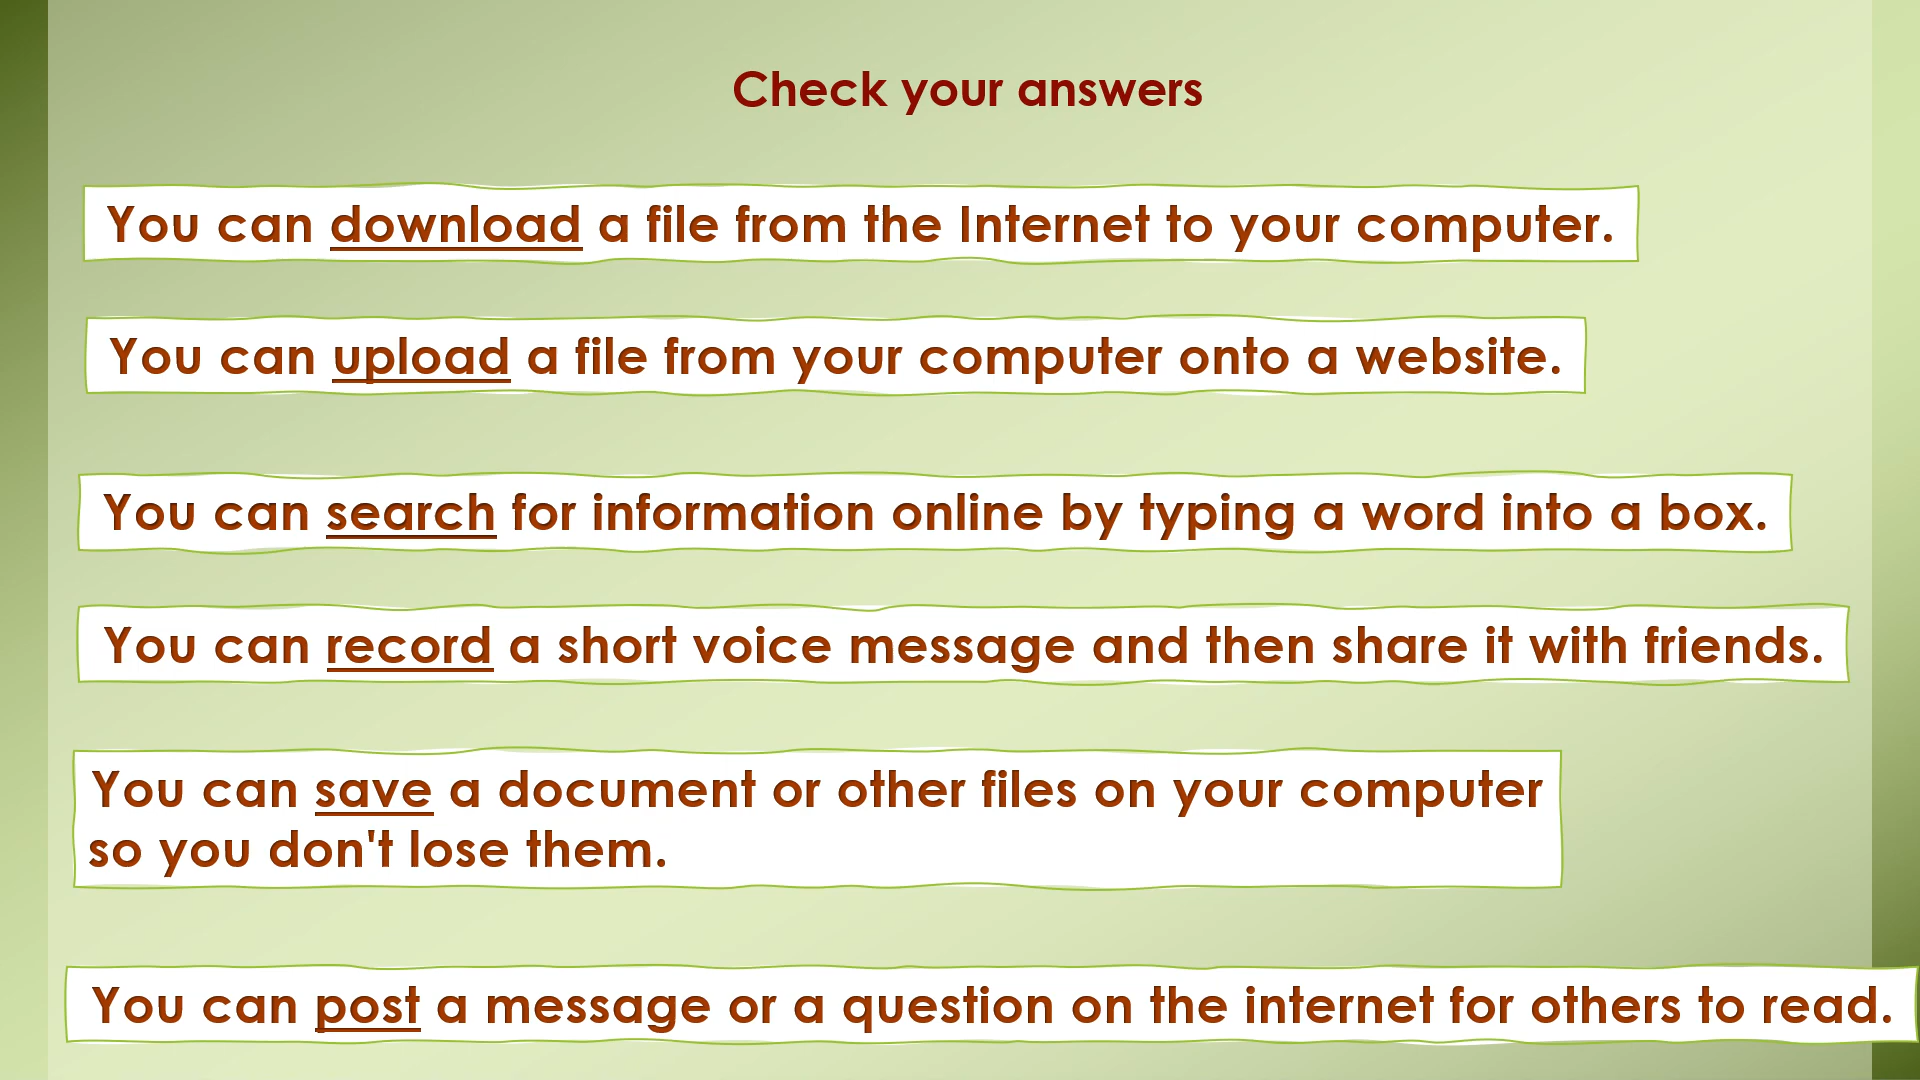 Check your answers
You can download a file from the Internet to your computer.
You can upload a file from your computer onto a website.
You can search for information online by typing a word into a box.
You can record a short voice message and then share it with friends.
You can save a document or other files on your computer
so you don't lose them.
You can post a message or a question on the internet for others to read.